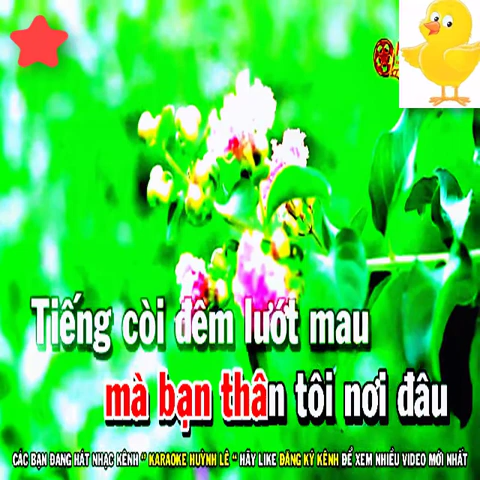 Tiếng còi đêm lướt mau
mà bạn thân tôi nơi đâu
CÁC BẠN ĐANG HÁT NHẠC KÊNH " KARAOKE HUỲNH LÊ " HÃY LIKE ĐĂNG KÝ KÊNH ĐỂ XEM NHIỀU VIDEO MỚI NHẤT